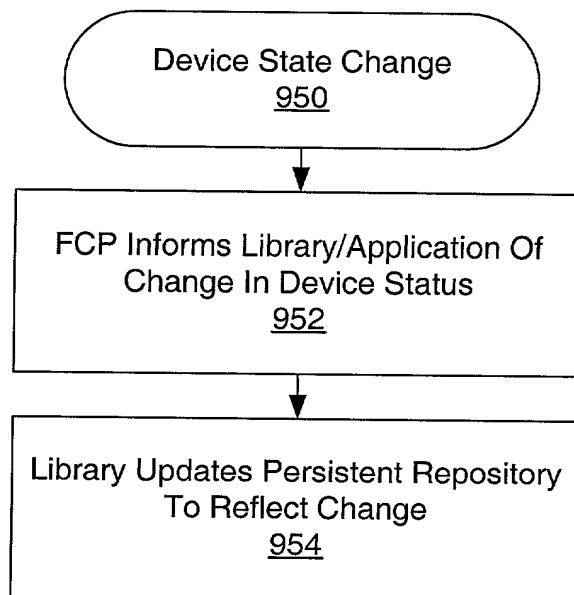 Device State Change
950
FCP Informs Library/Application Of
Change In Device Status
952
Library Updates Persistent Repository
To Reflect Change
954